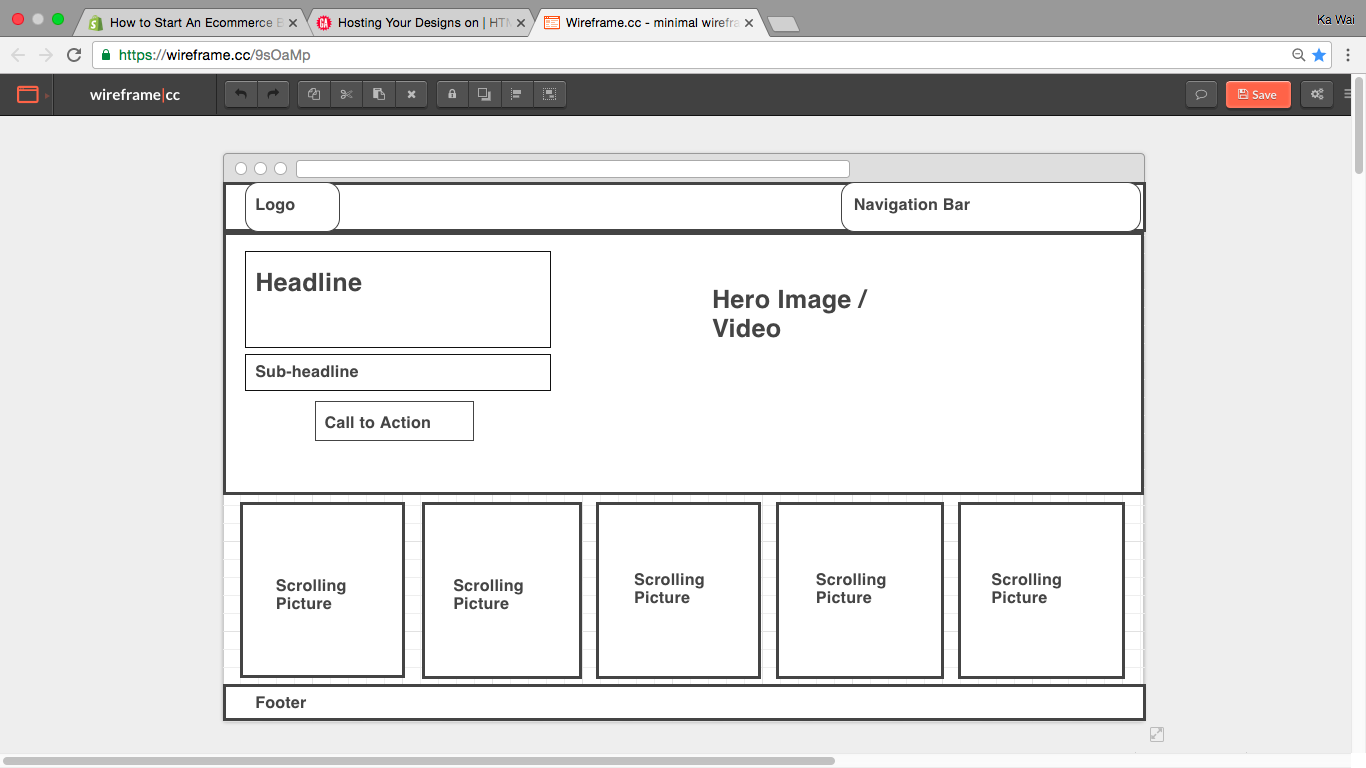 How to Start An Ecommerce B
Hosting Your Designs on | HTM
Wireframe.cc - minimal wirefra
Ka Wai
https://wireframe.cc/9sOaMp
wireframe|cc
Save
Logo
Navigation Bar
Headline
Hero Image /
Video
Sub-headline
Call to Action
Scrolling
Picture
Scrolling
Picture
Scrolling
Picture
Scrolling
Picture
Scrolling
Picture
Footer